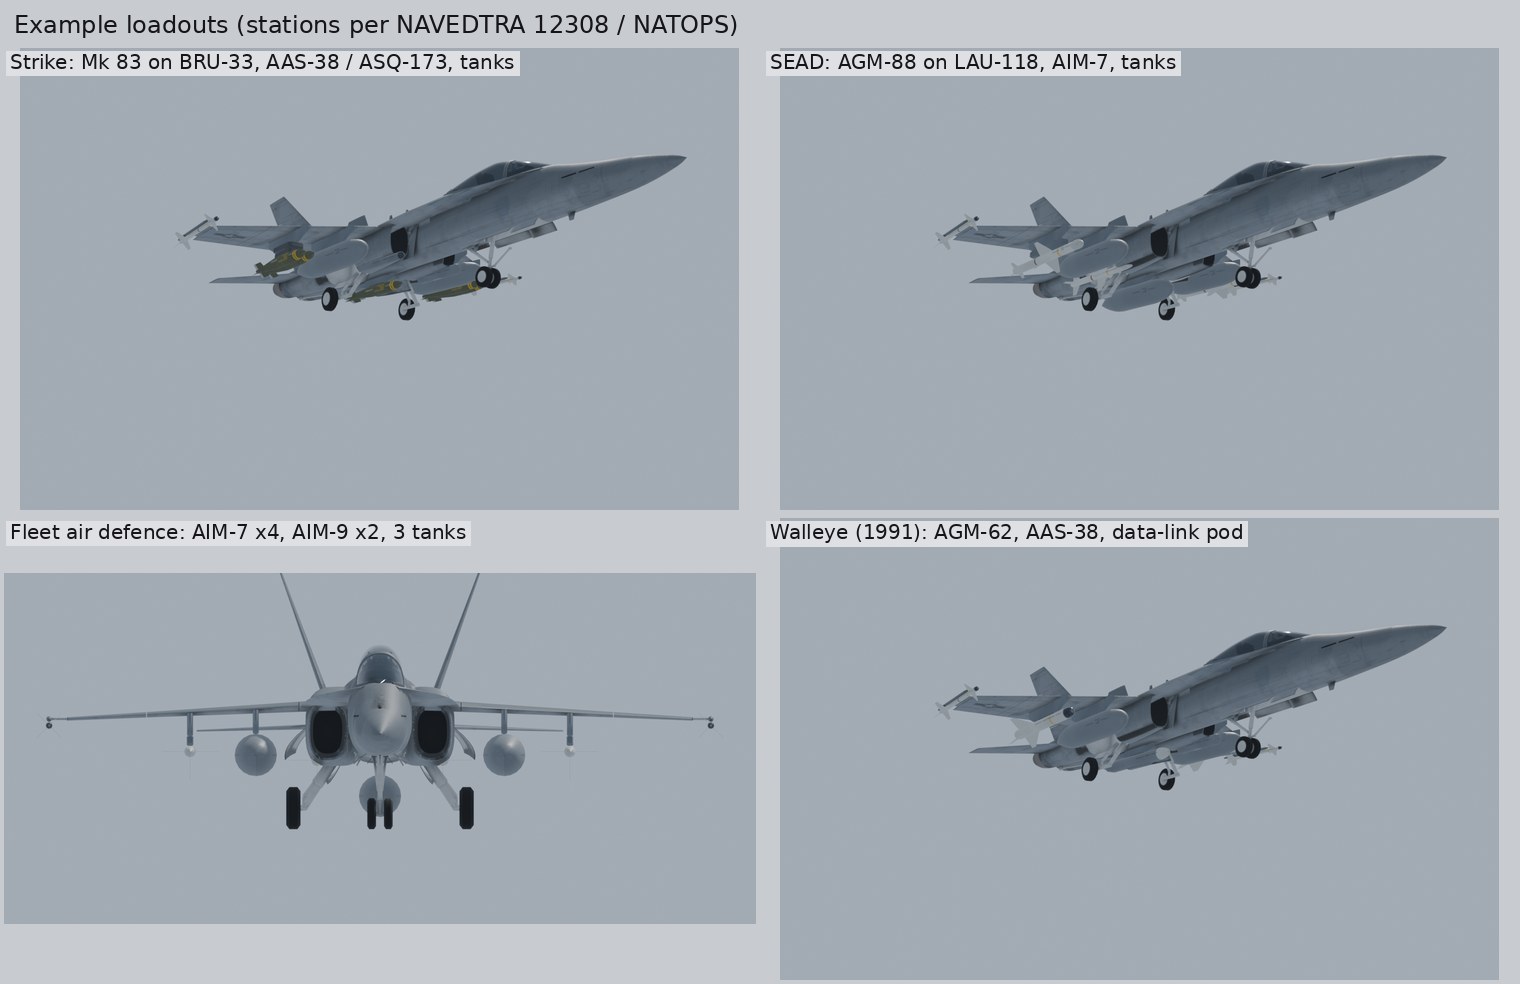 Example loadouts (stations per NAVEDTRA 12308 / NATOPS)
Strike: Mk 83 on BRU-33, AAS-38 / ASQ-173, tanks
SEAD: AGM-88 on LAU-118, AIM-7, tanks
Fleet air defence: AIM-7 x4, AIM-9 x2, 3 tanks
Walleye (1991): AGM-62, AAS-38, data-link pod